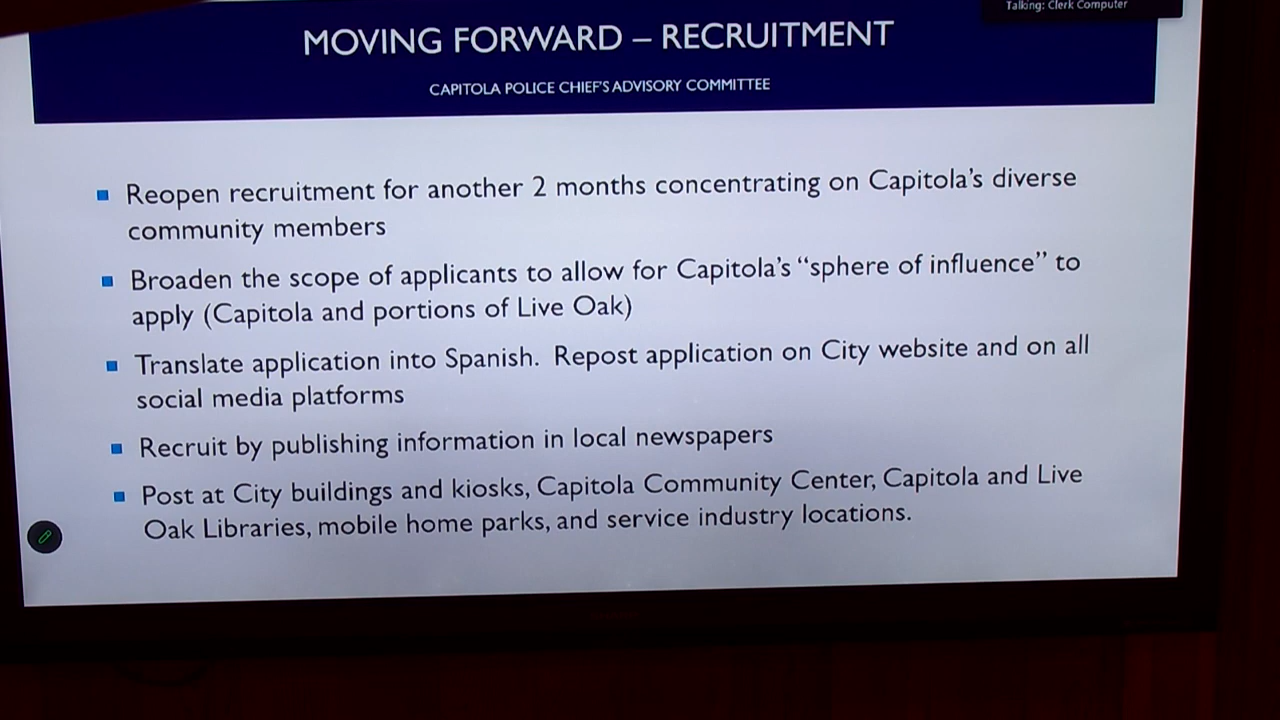 Talking: Clerk Computer
MOVING FORWARD – RECRUITMENT
CAPITOLA POLICE CHIEF'S ADVISORY COMMITTEE
Reopen recruitment for another 2 months concentrating on Capitola's diverse
community members
Broaden the scope of applicants to allow for Capitola's "sphere of influence" to
apply (Capitola and portions of Live Oak)
Translate application into Spanish. Repost application on City website and on all
social media platforms
Recruit by publishing information in local newspapers
Post at City buildings and kiosks, Capitola Community Center, Capitola and Live
Oak Libraries, mobile home parks, and service industry locations.